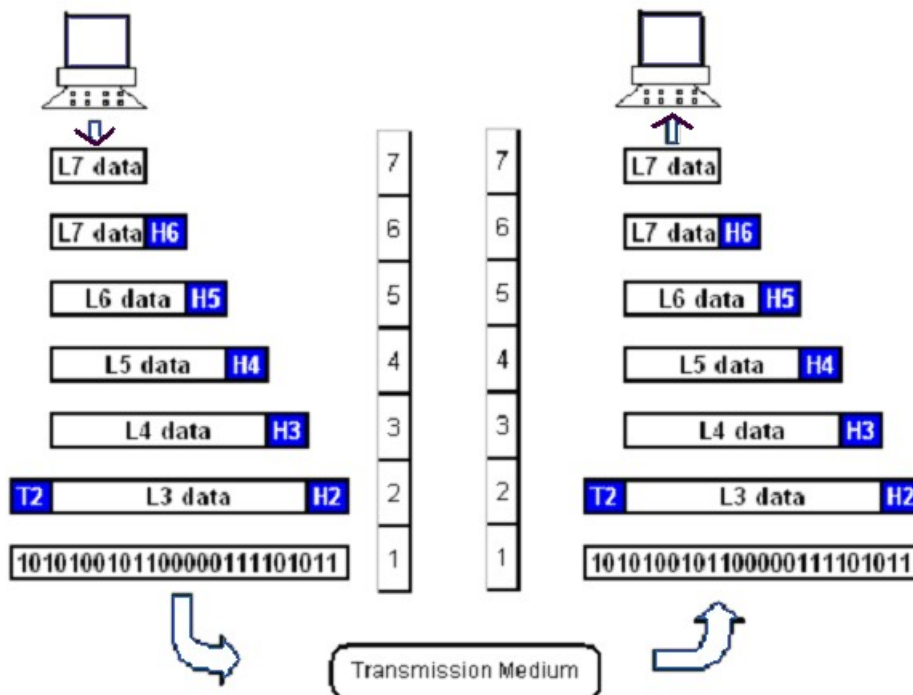 L7 data 7 7 L7 data
L7 data H6 6 6 L7 data H6
L6 data H5 5 5 L6 data H5
L5 data H4 4 4 L5 data H4
L4 data H3 3 3 L4 data H3
T2 L3 data H2 2 2 T2 L3 data H2
1010100101100000111101011 1 1 1010100101100000111101011
Transmission Medium